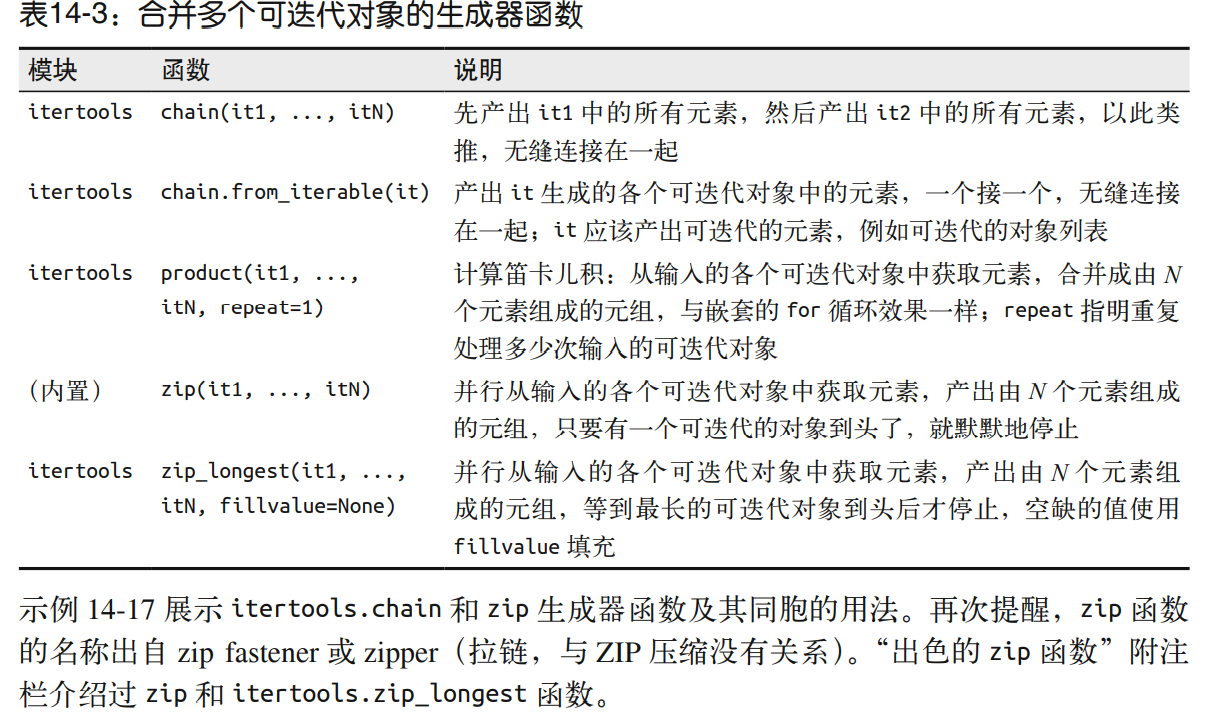 表14-3：合并多个可迭代对象的生成器函数
模块 函数 说明
itertools chain(it1, ..., itN) 先产出 it1 中的所有元素，然后产出 it2 中的所有元素，以此类
推，无缝连接在一起
itertools chain.from_iterable(it) 产出 it 生成的各个可迭代对象中的元素，一个接一个，无缝连接
在一起；it 应该产出可迭代的元素，例如可迭代的对象列表
itertools product(it1, ..., 计算笛卡儿积：从输入的各个可迭代对象中获取元素，合并成由 N
itN, repeat=1) 个元素组成的元组，与嵌套的 for 循环效果一样；repeat 指明重复
处理多少次输入的可迭代对象
（内置） zip(it1, ..., itN) 并行从输入的各个可迭代对象中获取元素，产出由 N 个元素组成
的元组，只要有一个可迭代的对象到头了，就默默地停止
itertools zip_longest(it1, ..., 并行从输入的各个可迭代对象中获取元素，产出由 N 个元素组
itN, fillvalue=None) 成的元组，等到最长的可迭代对象到头后才停止，空缺的值使用
fillvalue 填充
示例 14-17 展示 itertools.chain 和 zip 生成器函数及其同胞的用法。再次提醒，zip 函数
的名称出自 zip fastener 或 zipper（拉链，与 ZIP 压缩没有关系）。“出色的 zip 函数”附注
栏介绍过 zip 和 itertools.zip_longest 函数。